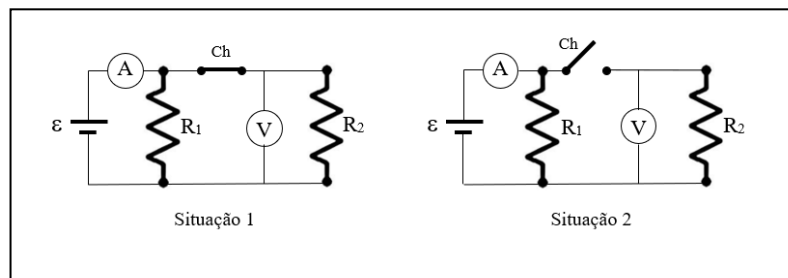 Ch
A
ε
R1
V
R2
Situação 1
Ch
A
ε
R1
V
R2
Situação 2